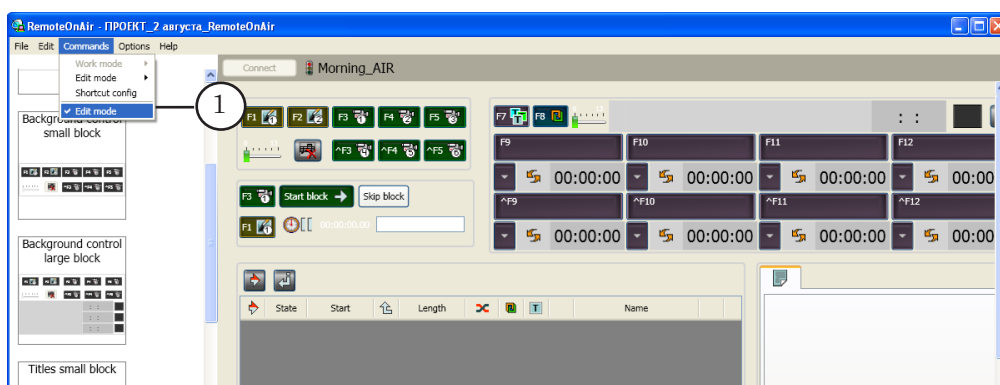 RemoteOnAir - ПРОЕКТ_2 августа_RemoteOnAir
File Edit Commands Options Help
Work mode
Edit mode
Shortcut config
Edit mode
1
Connect
Morning_AIR
Background control
small block
F1 F2 F3 F4 F5
^F3 ^F4 ^F5
F7 F8 : :
F9 F10 F11 F12
00:00:00 00:00:00 00:00:00 00:00
^F9 ^F10 ^F11 ^F12
00:00:00 00:00:00 00:00:00 00:00
F3 Start block Skip block
F1 00:00:00.00
Background control
large block
State Start Length T Name
Titles small block